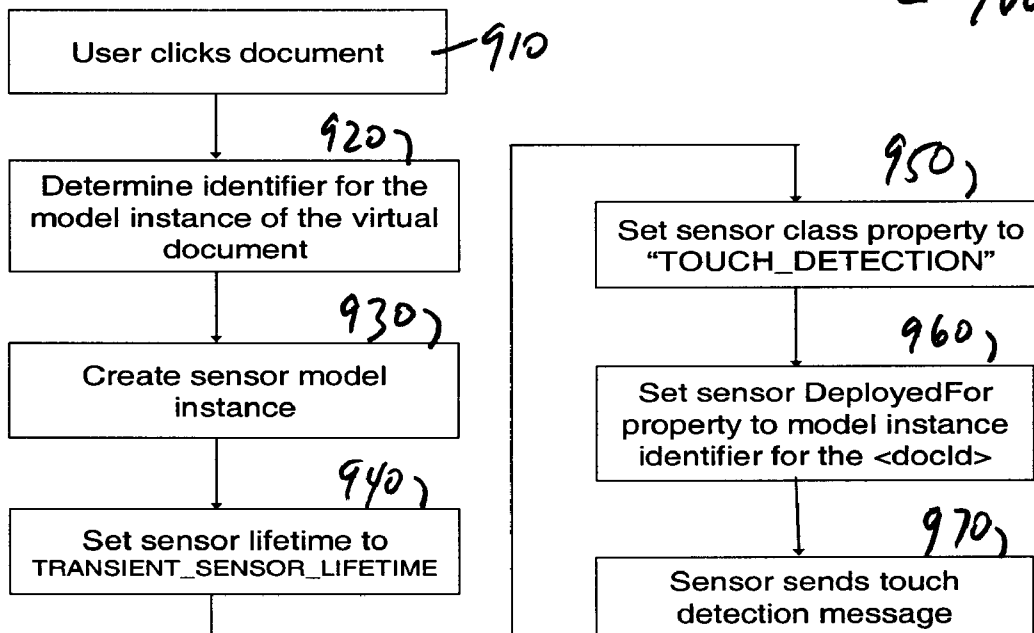 User clicks document
910
920
Determine identifier for the
model instance of the virtual
document
930
Create sensor model
instance
940
Set sensor lifetime to
TRANSIENT_SENSOR_LIFETIME
950
Set sensor class property to
“TOUCH_DETECTION”
960
Set sensor DeployedFor
property to model instance
identifier for the <docId>
970
Sensor sends touch
detection message